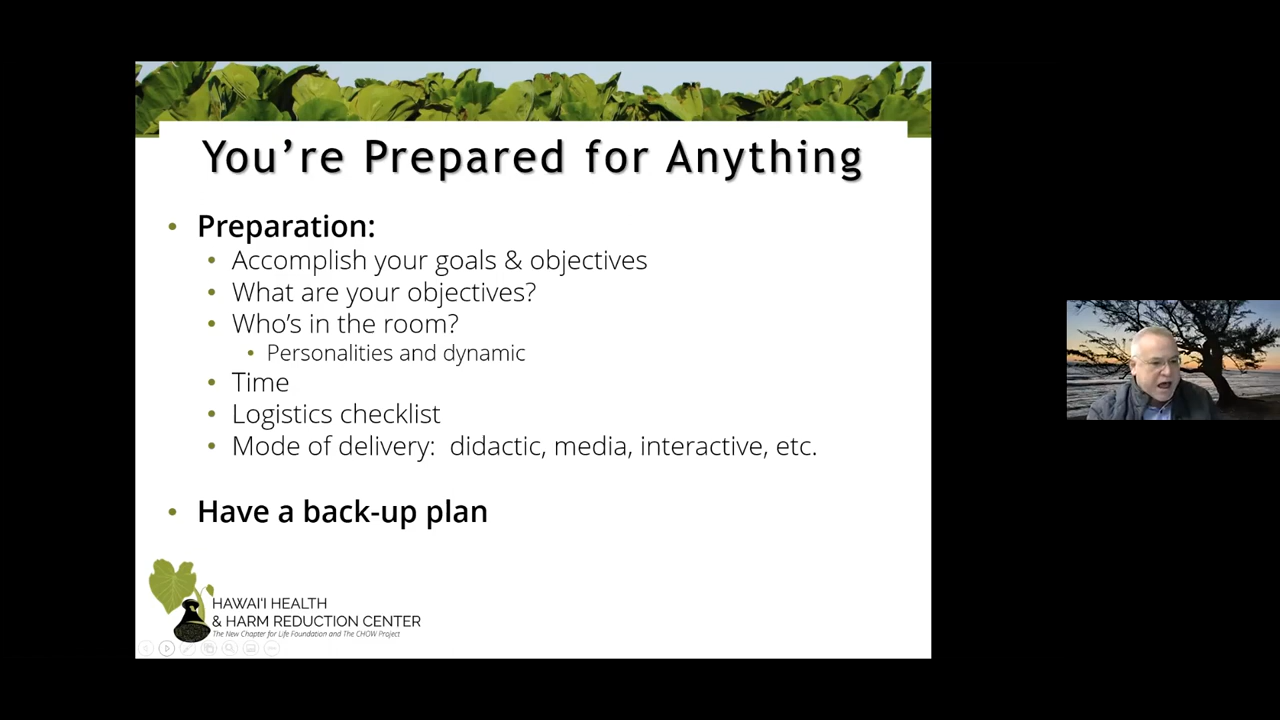 You’re Prepared for Anything
• Preparation:
• Accomplish your goals & objectives
• What are your objectives?
• Who’s in the room?
• Personalities and dynamic
• Time
• Logistics checklist
• Mode of delivery:  didactic, media, interactive, etc.
• Have a back-up plan
HAWAI‘I HEALTH
& HARM REDUCTION CENTER
The New Chapter for Life Foundation and The CHOW Project